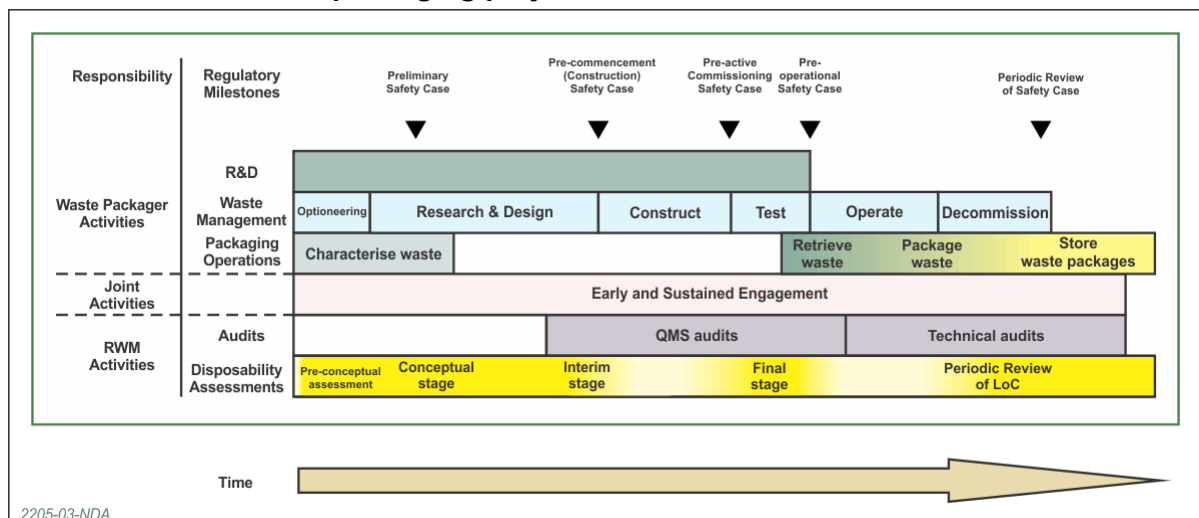 Responsibility
Regulatory
Milestones
Preliminary
Safety Case
Pre-commencement
(Construction)
Safety Case
Pre-active
Commissioning
Safety Case
Pre-
operational
Safety Case
Periodic Review
of Safety Case
R&D
Waste Packager
Activities
Waste
Management
Optioneering
Research & Design
Construct
Test
Operate
Decommission
Packaging
Operations
Characterise waste
Retrieve
waste
Package
waste
Store
waste packages
Joint
Activities
Early and Sustained Engagement
RWM
Activities
Audits
QMS audits
Technical audits
Disposability
Assessments
Pre-conceptual
assessment
Conceptual
stage
Interim
stage
Final
stage
Periodic Review
of LoC
Time
2205-03-NDA